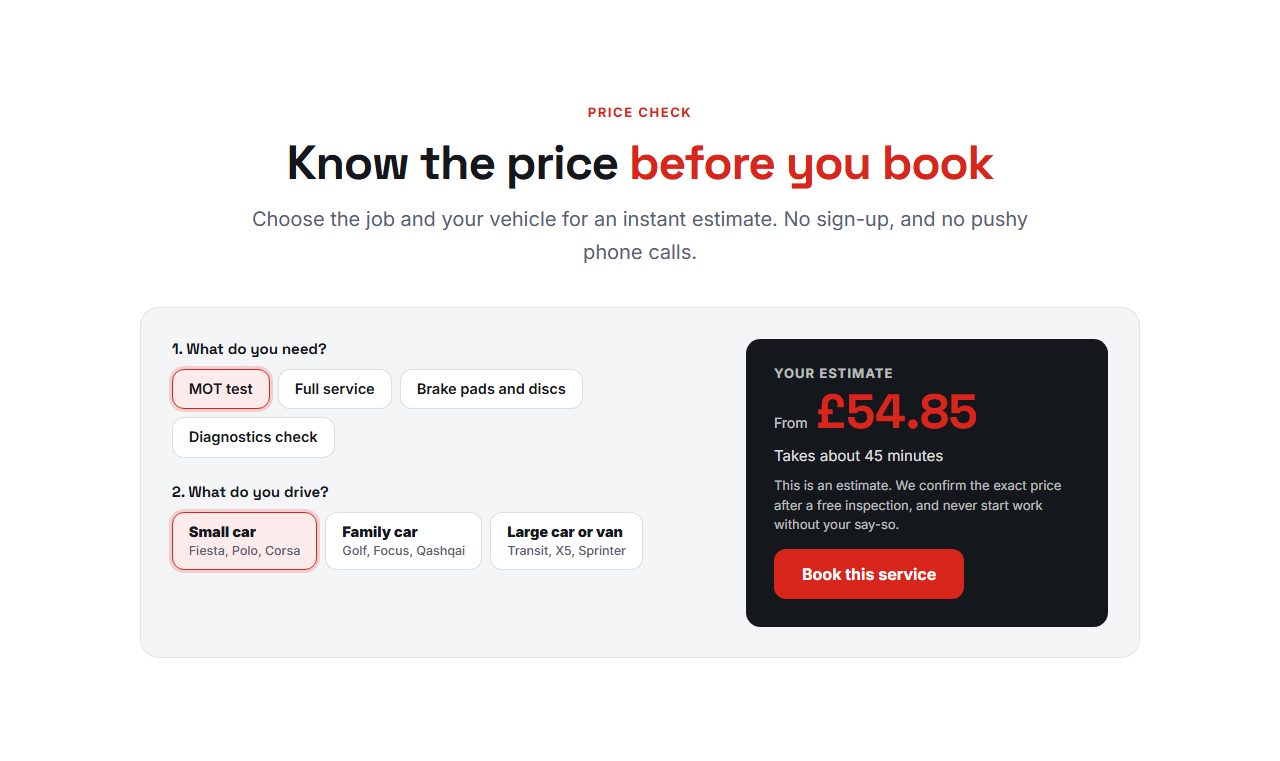 PRICE CHECK
Know the price before you book
Choose the job and your vehicle for an instant estimate. No sign-up, and no pushy
phone calls.
1. What do you need?
MOT test
Full service
Brake pads and discs
Diagnostics check
2. What do you drive?
Small car
Fiesta, Polo, Corsa
Family car
Golf, Focus, Qashqai
Large car or van
Transit, X5, Sprinter
YOUR ESTIMATE
From £54.85
Takes about 45 minutes
This is an estimate. We confirm the exact price
after a free inspection, and never start work
without your say-so.
Book this service